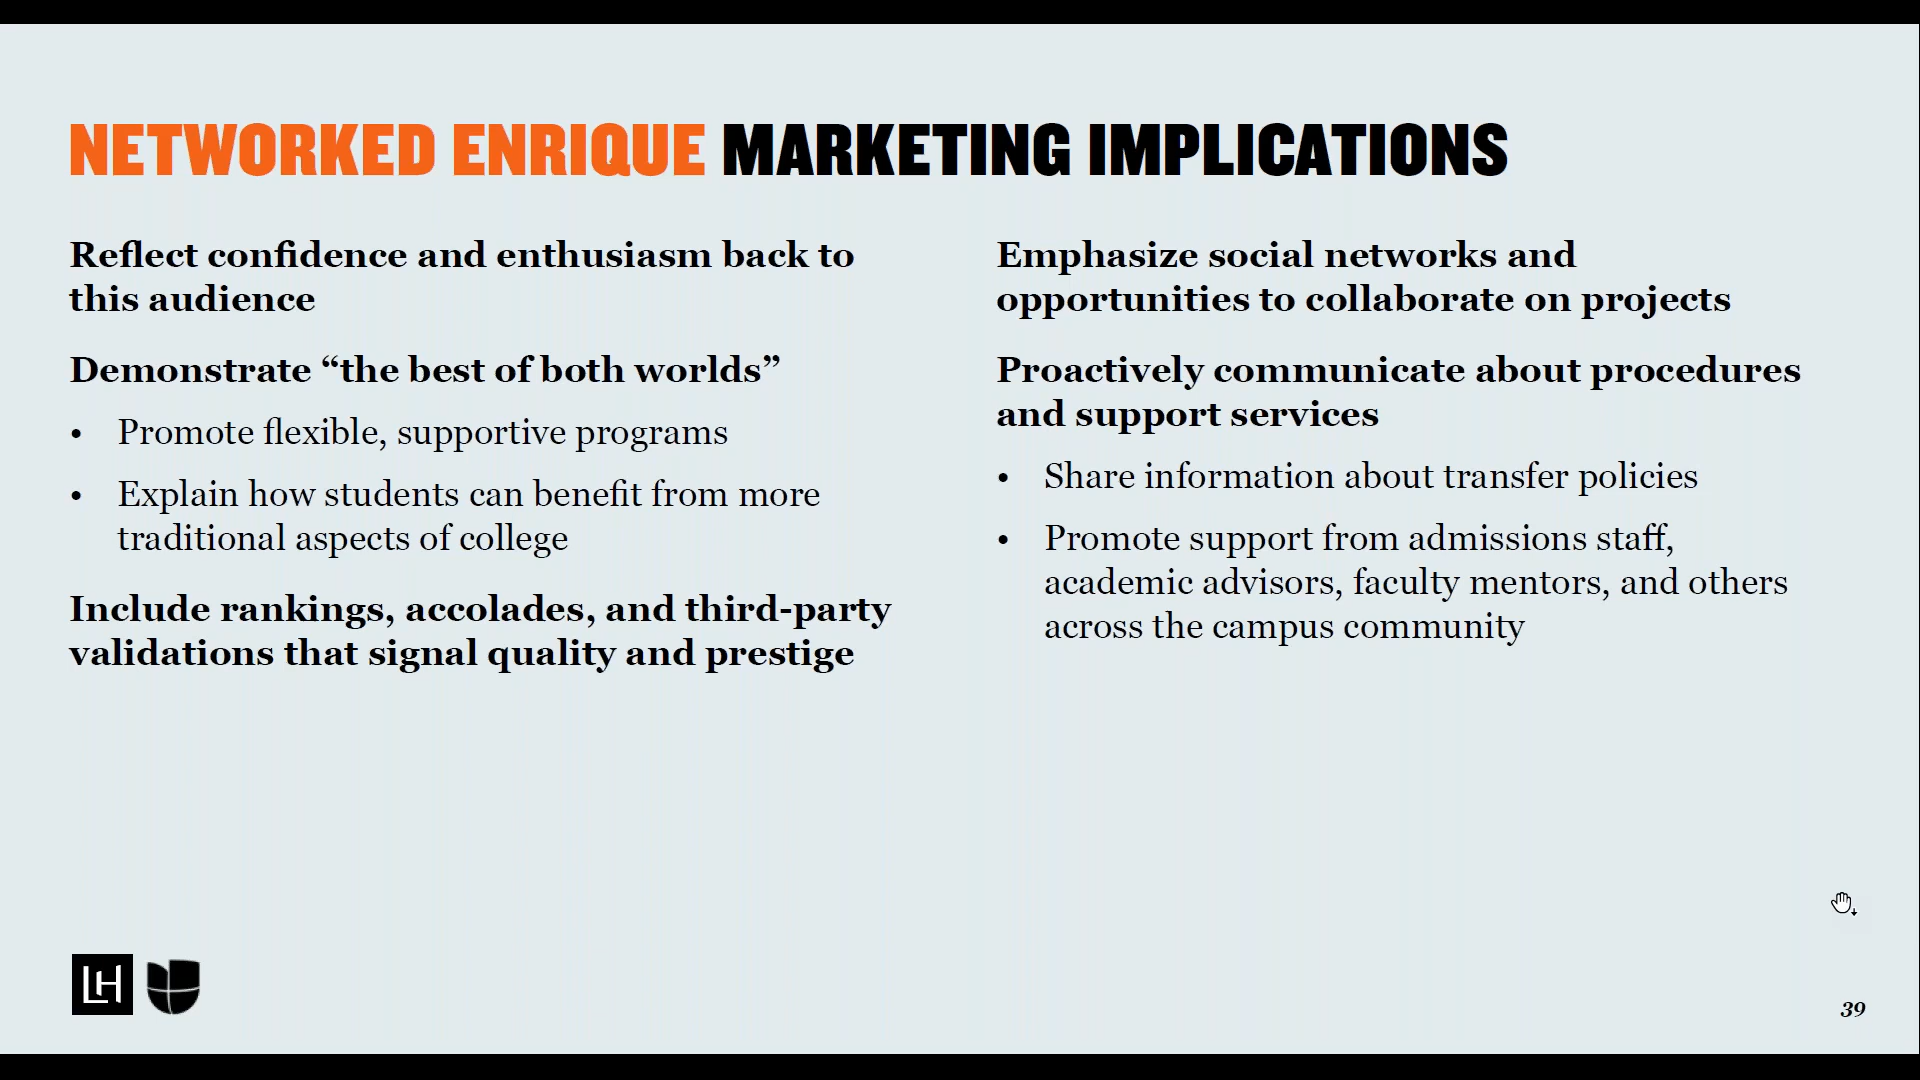 NETWORKED ENRIQUE MARKETING IMPLICATIONS
Reflect confidence and enthusiasm back to
this audience
Demonstrate “the best of both worlds”
• Promote flexible, supportive programs
• Explain how students can benefit from more
traditional aspects of college
Include rankings, accolades, and third-party
validations that signal quality and prestige
Emphasize social networks and
opportunities to collaborate on projects
Proactively communicate about procedures
and support services
• Share information about transfer policies
• Promote support from admissions staff,
academic advisors, faculty mentors, and others
across the campus community
LH
39